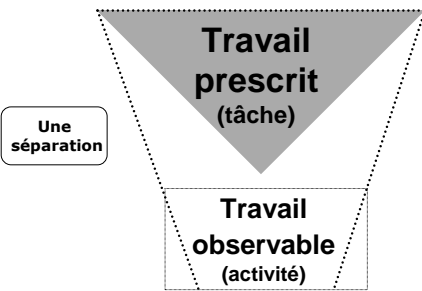 Travail
prescrit
(tâche)
Une
séparation
Travail
observable
(activité)